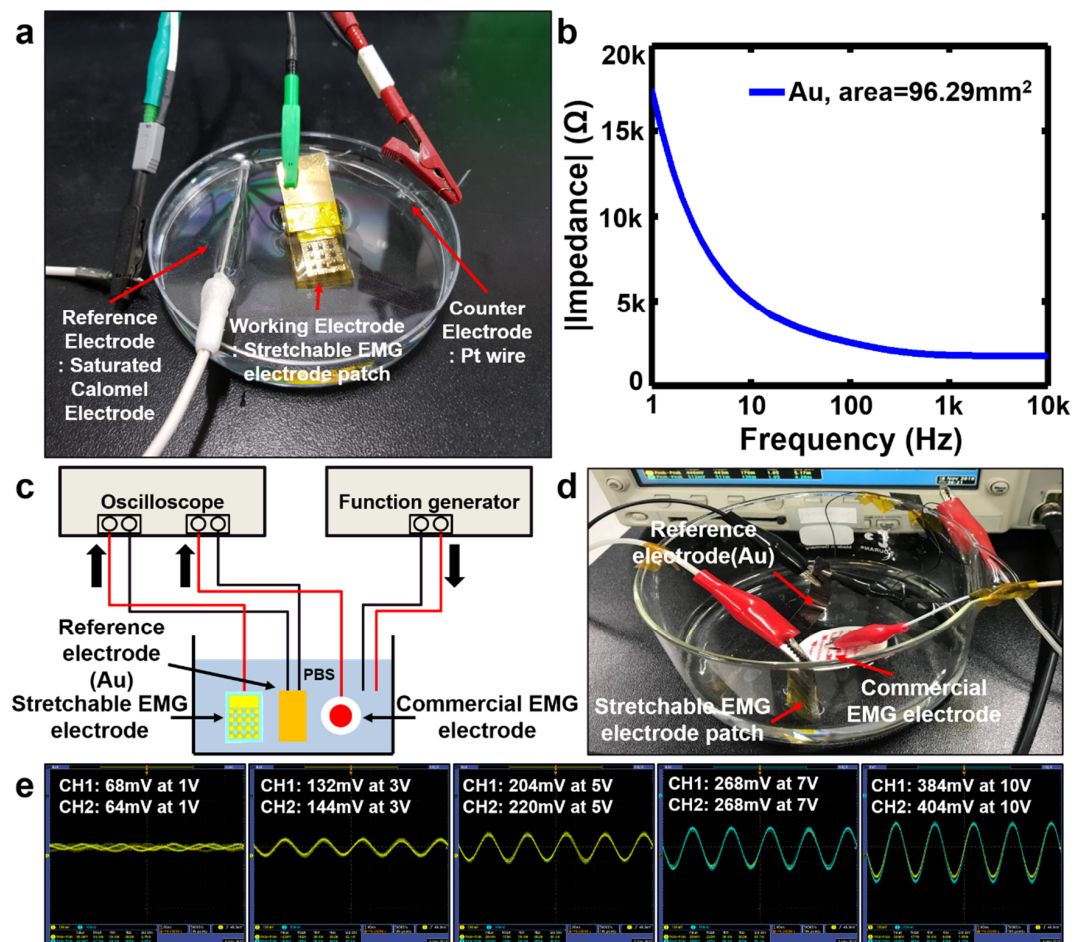 a
Reference
Electrode
: Saturated
Calomel
Electrode
Working Electrode
: Stretchable EMG
electrode patch
Counter
Electrode
: Pt wire
b
20k
15k
10k
5k
0
|Impedance| (Ω)
Au, area=96.29mm²
1
10
100
1k
10k
Frequency (Hz)
c
Oscilloscope
Function generator
Reference
electrode
(Au)
PBS
Stretchable EMG
electrode
Commercial EMG
electrode
d
Reference
electrode(Au)
Stretchable EMG
electrode patch
Commercial
EMG electrode
e
CH1: 68mV at 1V
CH2: 64mV at 1V
CH1: 132mV at 3V
CH2: 144mV at 3V
CH1: 204mV at 5V
CH2: 220mV at 5V
CH1: 268mV at 7V
CH2: 268mV at 7V
CH1: 384mV at 10V
CH2: 404mV at 10V